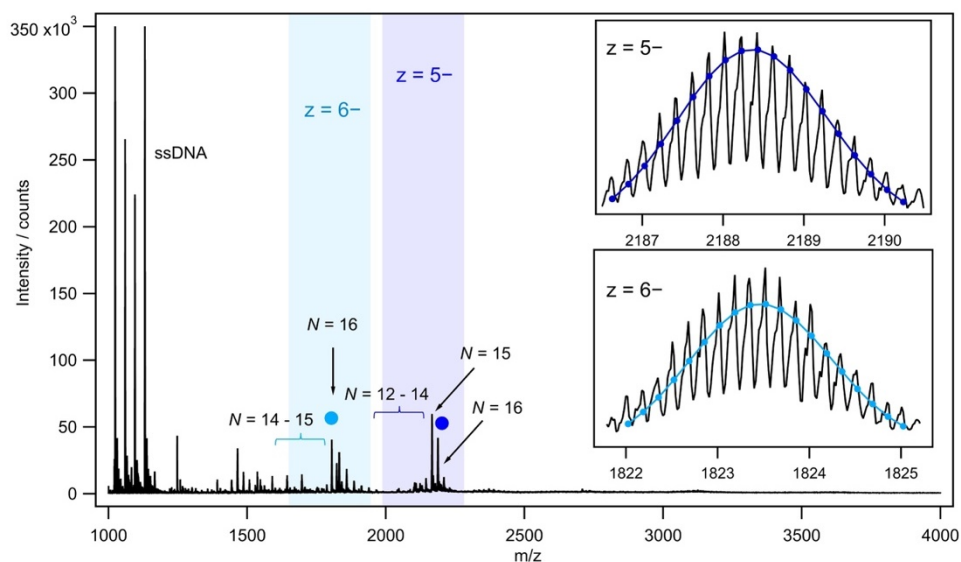 350 x10³
300
250
200
150
100
50
0
Intensity / counts
1000
1500
2000
2500
3000
3500
4000
m/z
ssDNA
z = 6−
z = 5−
N = 16
N = 15
N = 14 - 15
N = 12 - 14
N = 16
z = 5−
2187
2188
2189
2190
z = 6−
1822
1823
1824
1825